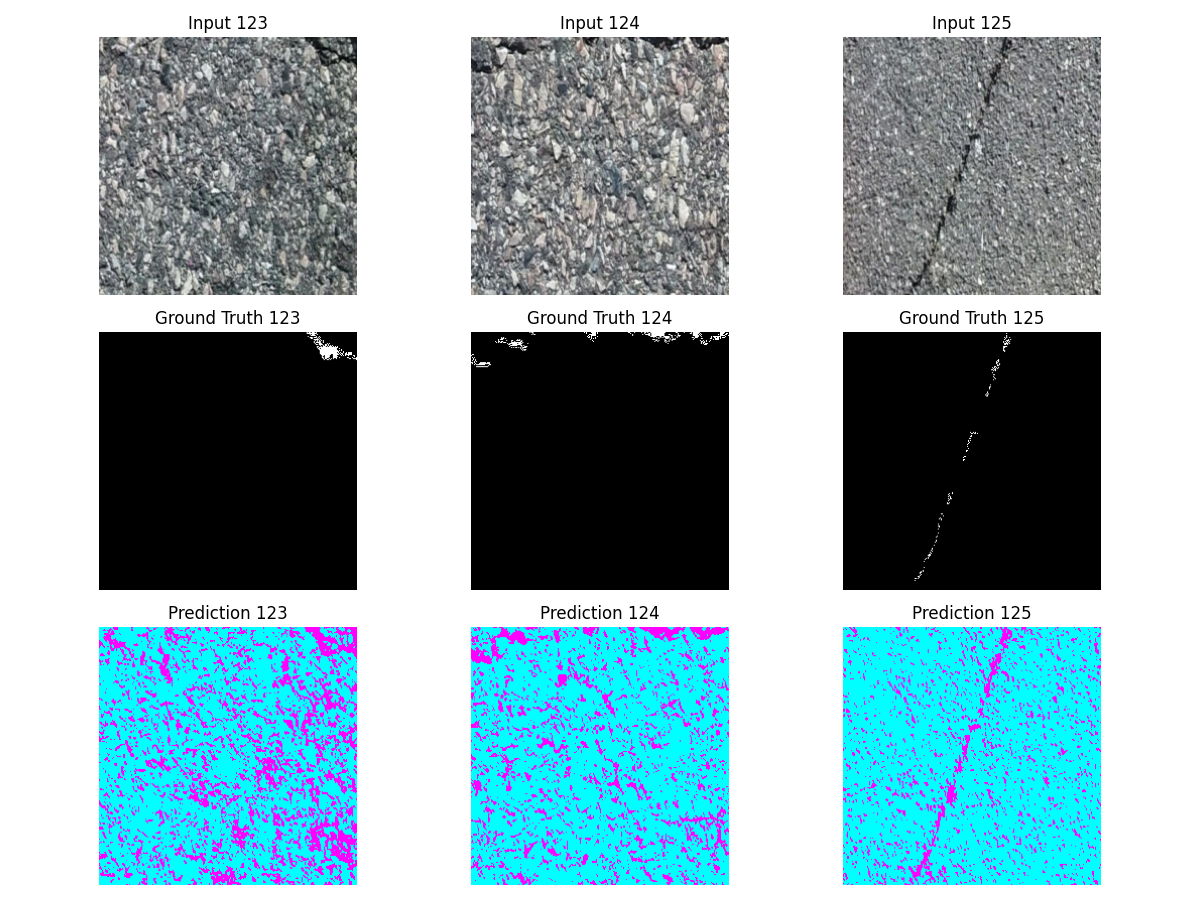 Input 123
Input 124
Input 125
Ground Truth 123
Ground Truth 124
Ground Truth 125
Prediction 123
Prediction 124
Prediction 125